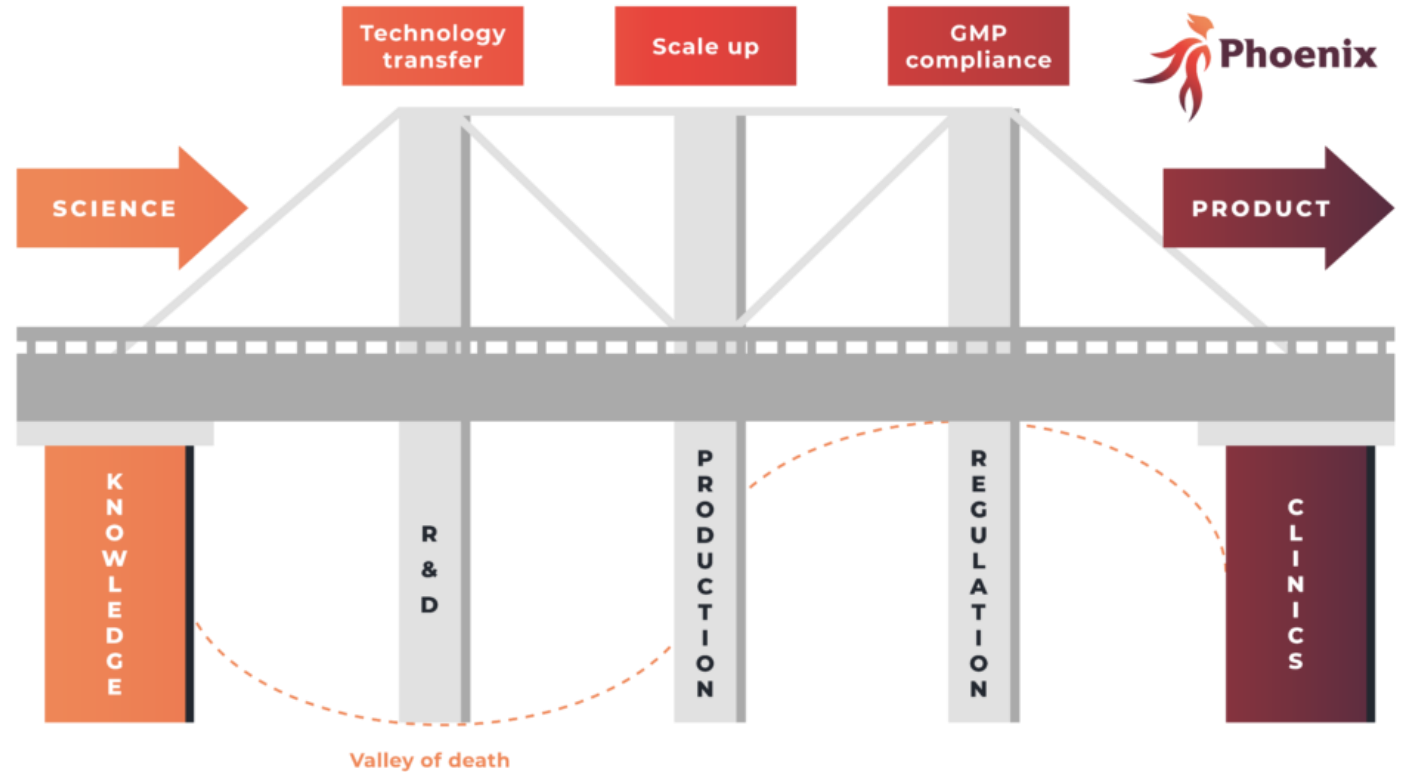 Technology
transfer
Scale up
GMP
compliance
Phoenix
SCIENCE
PRODUCT
KNOWLEDGE
R&D
PRODUCTION
REGULATION
CLINICS
Valley of death